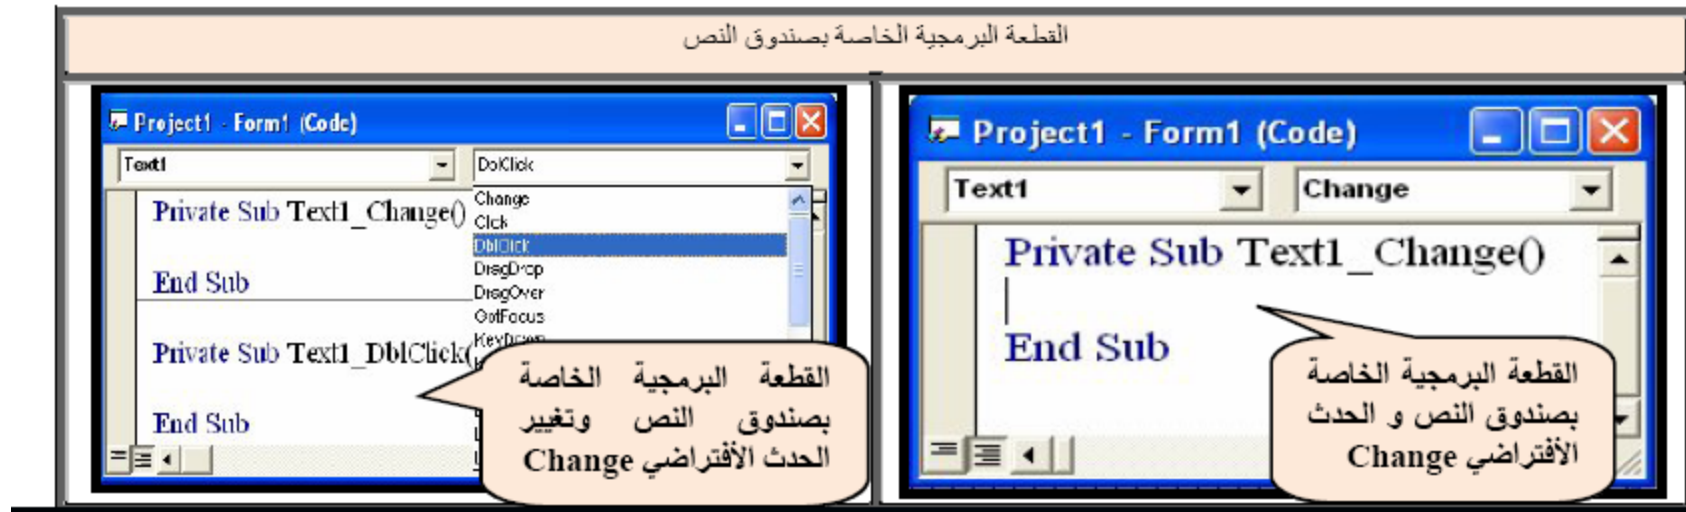 القطعة البرمجية الخاصة بصندوق النص
Project1 - Form1 (Code)
Text1
Change
Private Sub Text1_Change()
End Sub
القطعة البرمجية الخاصة
بصندوق النص و الحدث
الأفتراضي Change
Project1 - Form1 (Code)
Text1
DblClick
Change
Click
DblClick
DragDrop
DragOver
GotFocus
KeyDown
Private Sub Text1_Change()
End Sub
Private Sub Text1_DblClick(
End Sub
القطعة البرمجية الخاصة
بصندوق النص وتغيير
الحدث الأفتراضي Change